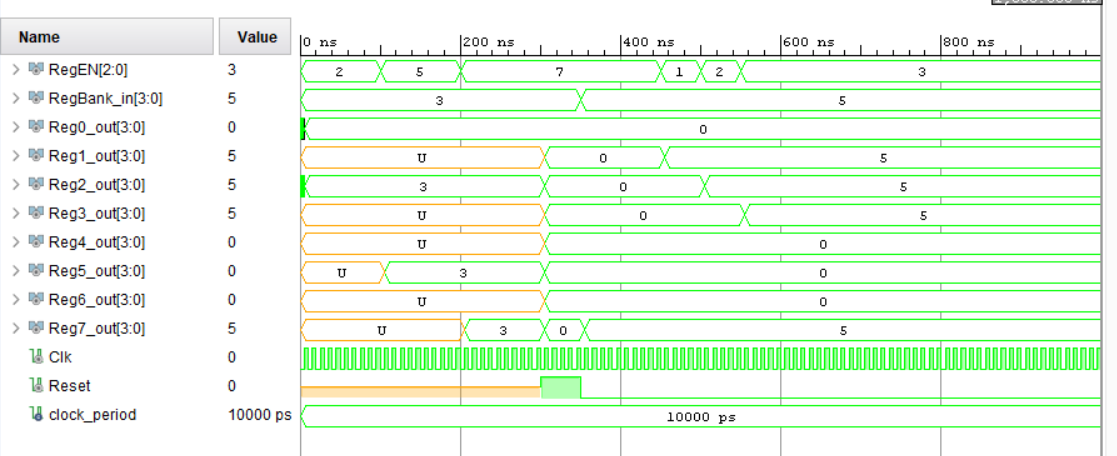 Name Value 0 ns 200 ns 400 ns 600 ns 800 ns
RegEN[2:0] 3 2 5 7 1 2 3
RegBank_in[3:0] 5 3 5
Reg0_out[3:0] 0 0
Reg1_out[3:0] 5 U 0 5
Reg2_out[3:0] 5 3 0 5
Reg3_out[3:0] 5 U 0 5
Reg4_out[3:0] 0 U 0
Reg5_out[3:0] 0 U 3 0
Reg6_out[3:0] 0 U 0
Reg7_out[3:0] 5 U 3 0 5
Clk 0
Reset 0
clock_period 10000 ps 10000 ps